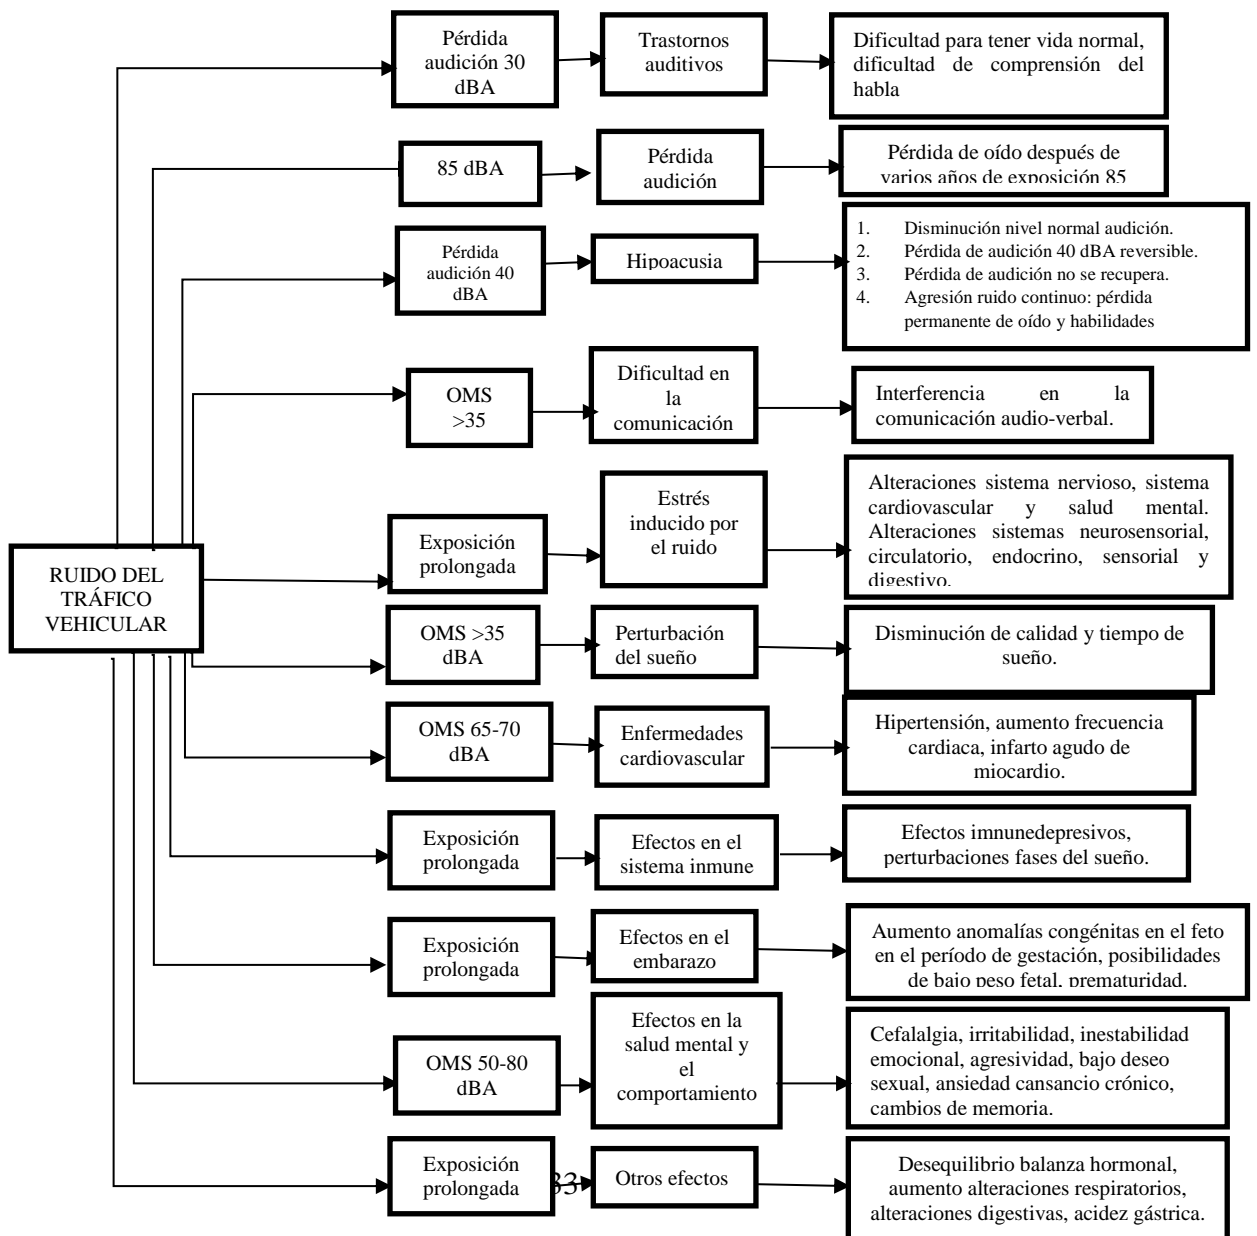 Pérdida
audición 30
dBA
Trastornos
auditivos
Dificultad para tener vida normal,
dificultad de comprensión del
habla
85 dBA
Pérdida
audición
Pérdida de oído después de
varios años de exposición 85
Pérdida
audición 40
dBA
Hipoacusia
1. Disminución nivel normal audición.
2. Pérdida de audición 40 dBA reversible.
3. Pérdida de audición no se recupera.
4. Agresión ruido continuo: pérdida
permanente de oído y habilidades
OMS
>35
Dificultad en
la
comunicación
Interferencia en la
comunicación audio-verbal.
Exposición
prolongada
Estrés
inducido por
el ruido
Alteraciones sistema nervioso, sistema
cardiovascular y salud mental.
Alteraciones sistemas neurosensorial,
circulatorio, endocrino, sensorial y
digestivo.
RUIDO DEL
TRÁFICO
VEHICULAR
OMS >35
dBA
Perturbación
del sueño
Disminución de calidad y tiempo de
sueño.
OMS 65-70
dBA
Enfermedades
cardiovascular
Hipertensión, aumento frecuencia
cardiaca, infarto agudo de
miocardio.
Exposición
prolongada
Efectos en el
sistema inmune
Efectos imnunedepresivos,
perturbaciones fases del sueño.
Exposición
prolongada
Efectos en el
embarazo
Aumento anomalías congénitas en el feto
en el período de gestación, posibilidades
de bajo peso fetal, prematuridad.
OMS 50-80
dBA
Efectos en la
salud mental y
el
comportamiento
Cefalalgia, irritabilidad, inestabilidad
emocional, agresividad, bajo deseo
sexual, ansiedad cansancio crónico,
cambios de memoria.
Exposición
prolongada
33
Otros efectos
Desequilibrio balanza hormonal,
aumento alteraciones respiratorios,
alteraciones digestivas, acidez gástrica.